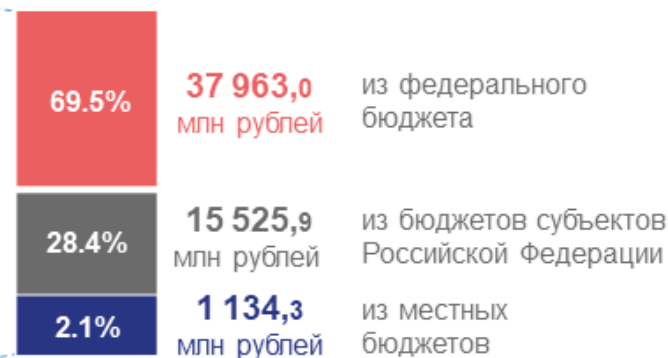 69.5%
37 963,0
млн рублей
из федерального
бюджета
28.4%
15 525,9
млн рублей
из бюджетов субъектов
Российской Федерации
2.1%
1 134,3
млн рублей
из местных
бюджетов